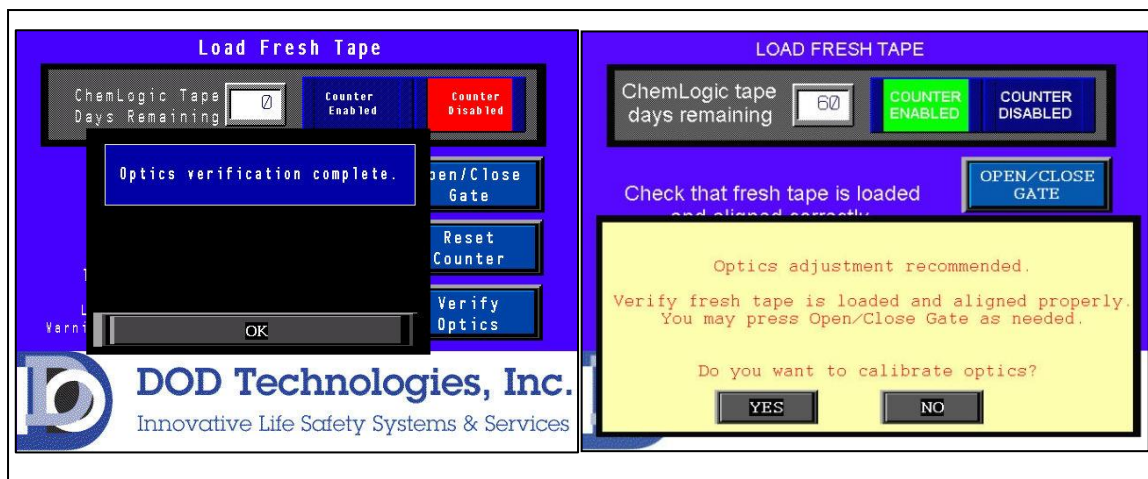 Load Fresh Tape
ChemLogic Tape
Days Remaining
0
Counter
Enabled
Counter
Disabled
Optics verification complete.
pen/Close
Gate
Reset
Counter
Verify
Optics
Warni
OK
DOD Technologies, Inc.
Innovative Life Safety Systems & Services
LOAD FRESH TAPE
ChemLogic tape
days remaining
60
COUNTER
ENABLED
COUNTER
DISABLED
Check that fresh tape is loaded
and aligned correctly
OPEN/CLOSE
GATE
Optics adjustment recommended.
Verify fresh tape is loaded and aligned properly.
You may press Open/Close Gate as needed.
Do you want to calibrate optics?
YES
NO